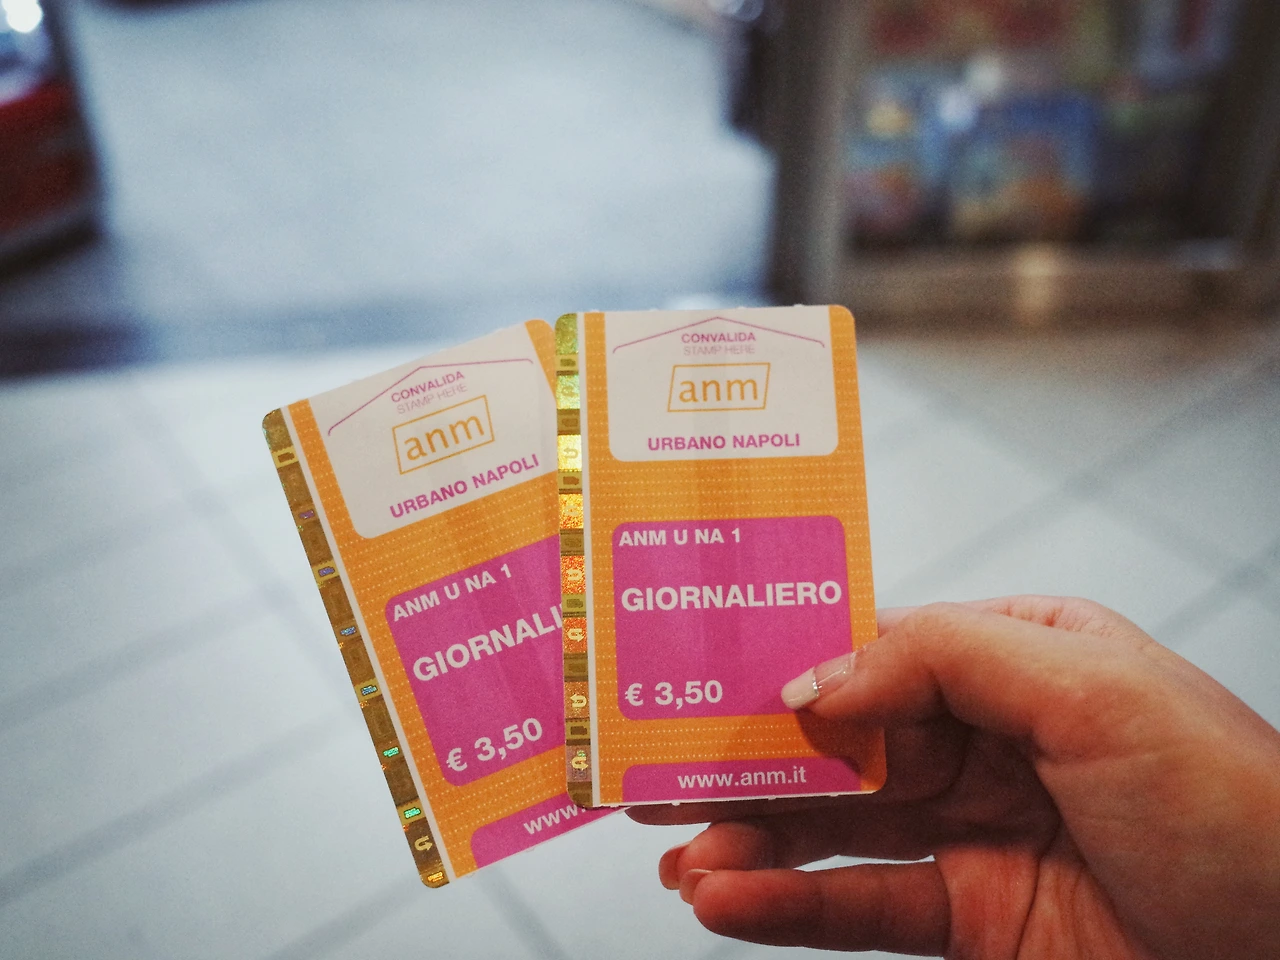 CONVALIDA
STAMP HERE
anm
URBANO NAPOLI
ANM U NA 1
GIORNALI
€ 3,50
www.
CONVALIDA
STAMP HERE
anm
URBANO NAPOLI
ANM U NA 1
GIORNALIERO
€ 3,50
www.anm.it